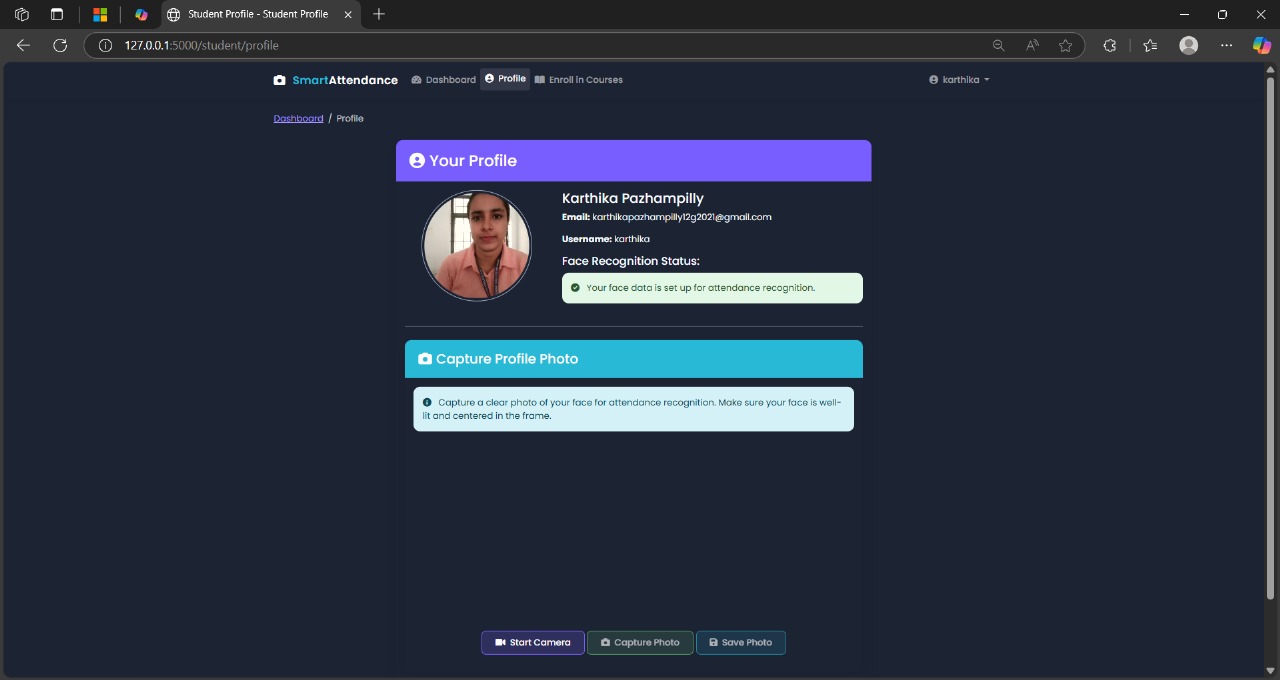 Student Profile - Student Profile
127.0.0.1:5000/student/profile
SmartAttendance Dashboard Profile Enroll in Courses karthika
Dashboard / Profile
Your Profile
Karthika Pazhampilly
Email: karthikapazhampilly12g2021@gmail.com
Username: karthika
Face Recognition Status:
Your face data is set up for attendance recognition.
Capture Profile Photo
Capture a clear photo of your face for attendance recognition. Make sure your face is well-
lit and centered in the frame.
Start Camera Capture Photo Save Photo